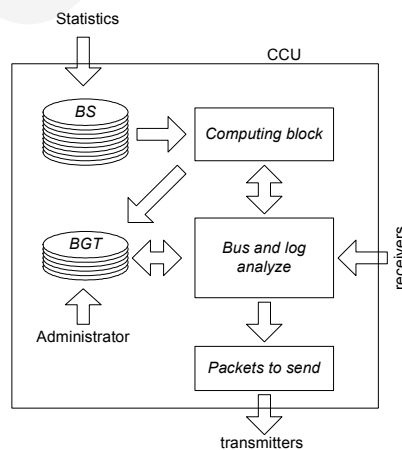 Statistics
CCU
BS
Computing block
BGT
Bus and log
analyze
receivers
Administrator
Packets to send
transmitters